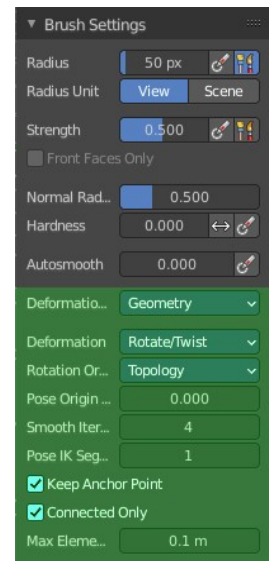 Brush Settings
Radius 50 px
Radius Unit View Scene
Strength 0.500
Front Faces Only
Normal Rad... 0.500
Hardness 0.000
Autosmooth 0.000
Deformatio... Geometry
Deformation Rotate/Twist
Rotation Or... Topology
Pose Origin ... 0.000
Smooth Iter... 4
Pose IK Seg... 1
Keep Anchor Point
Connected Only
Max Eleme... 0.1 m